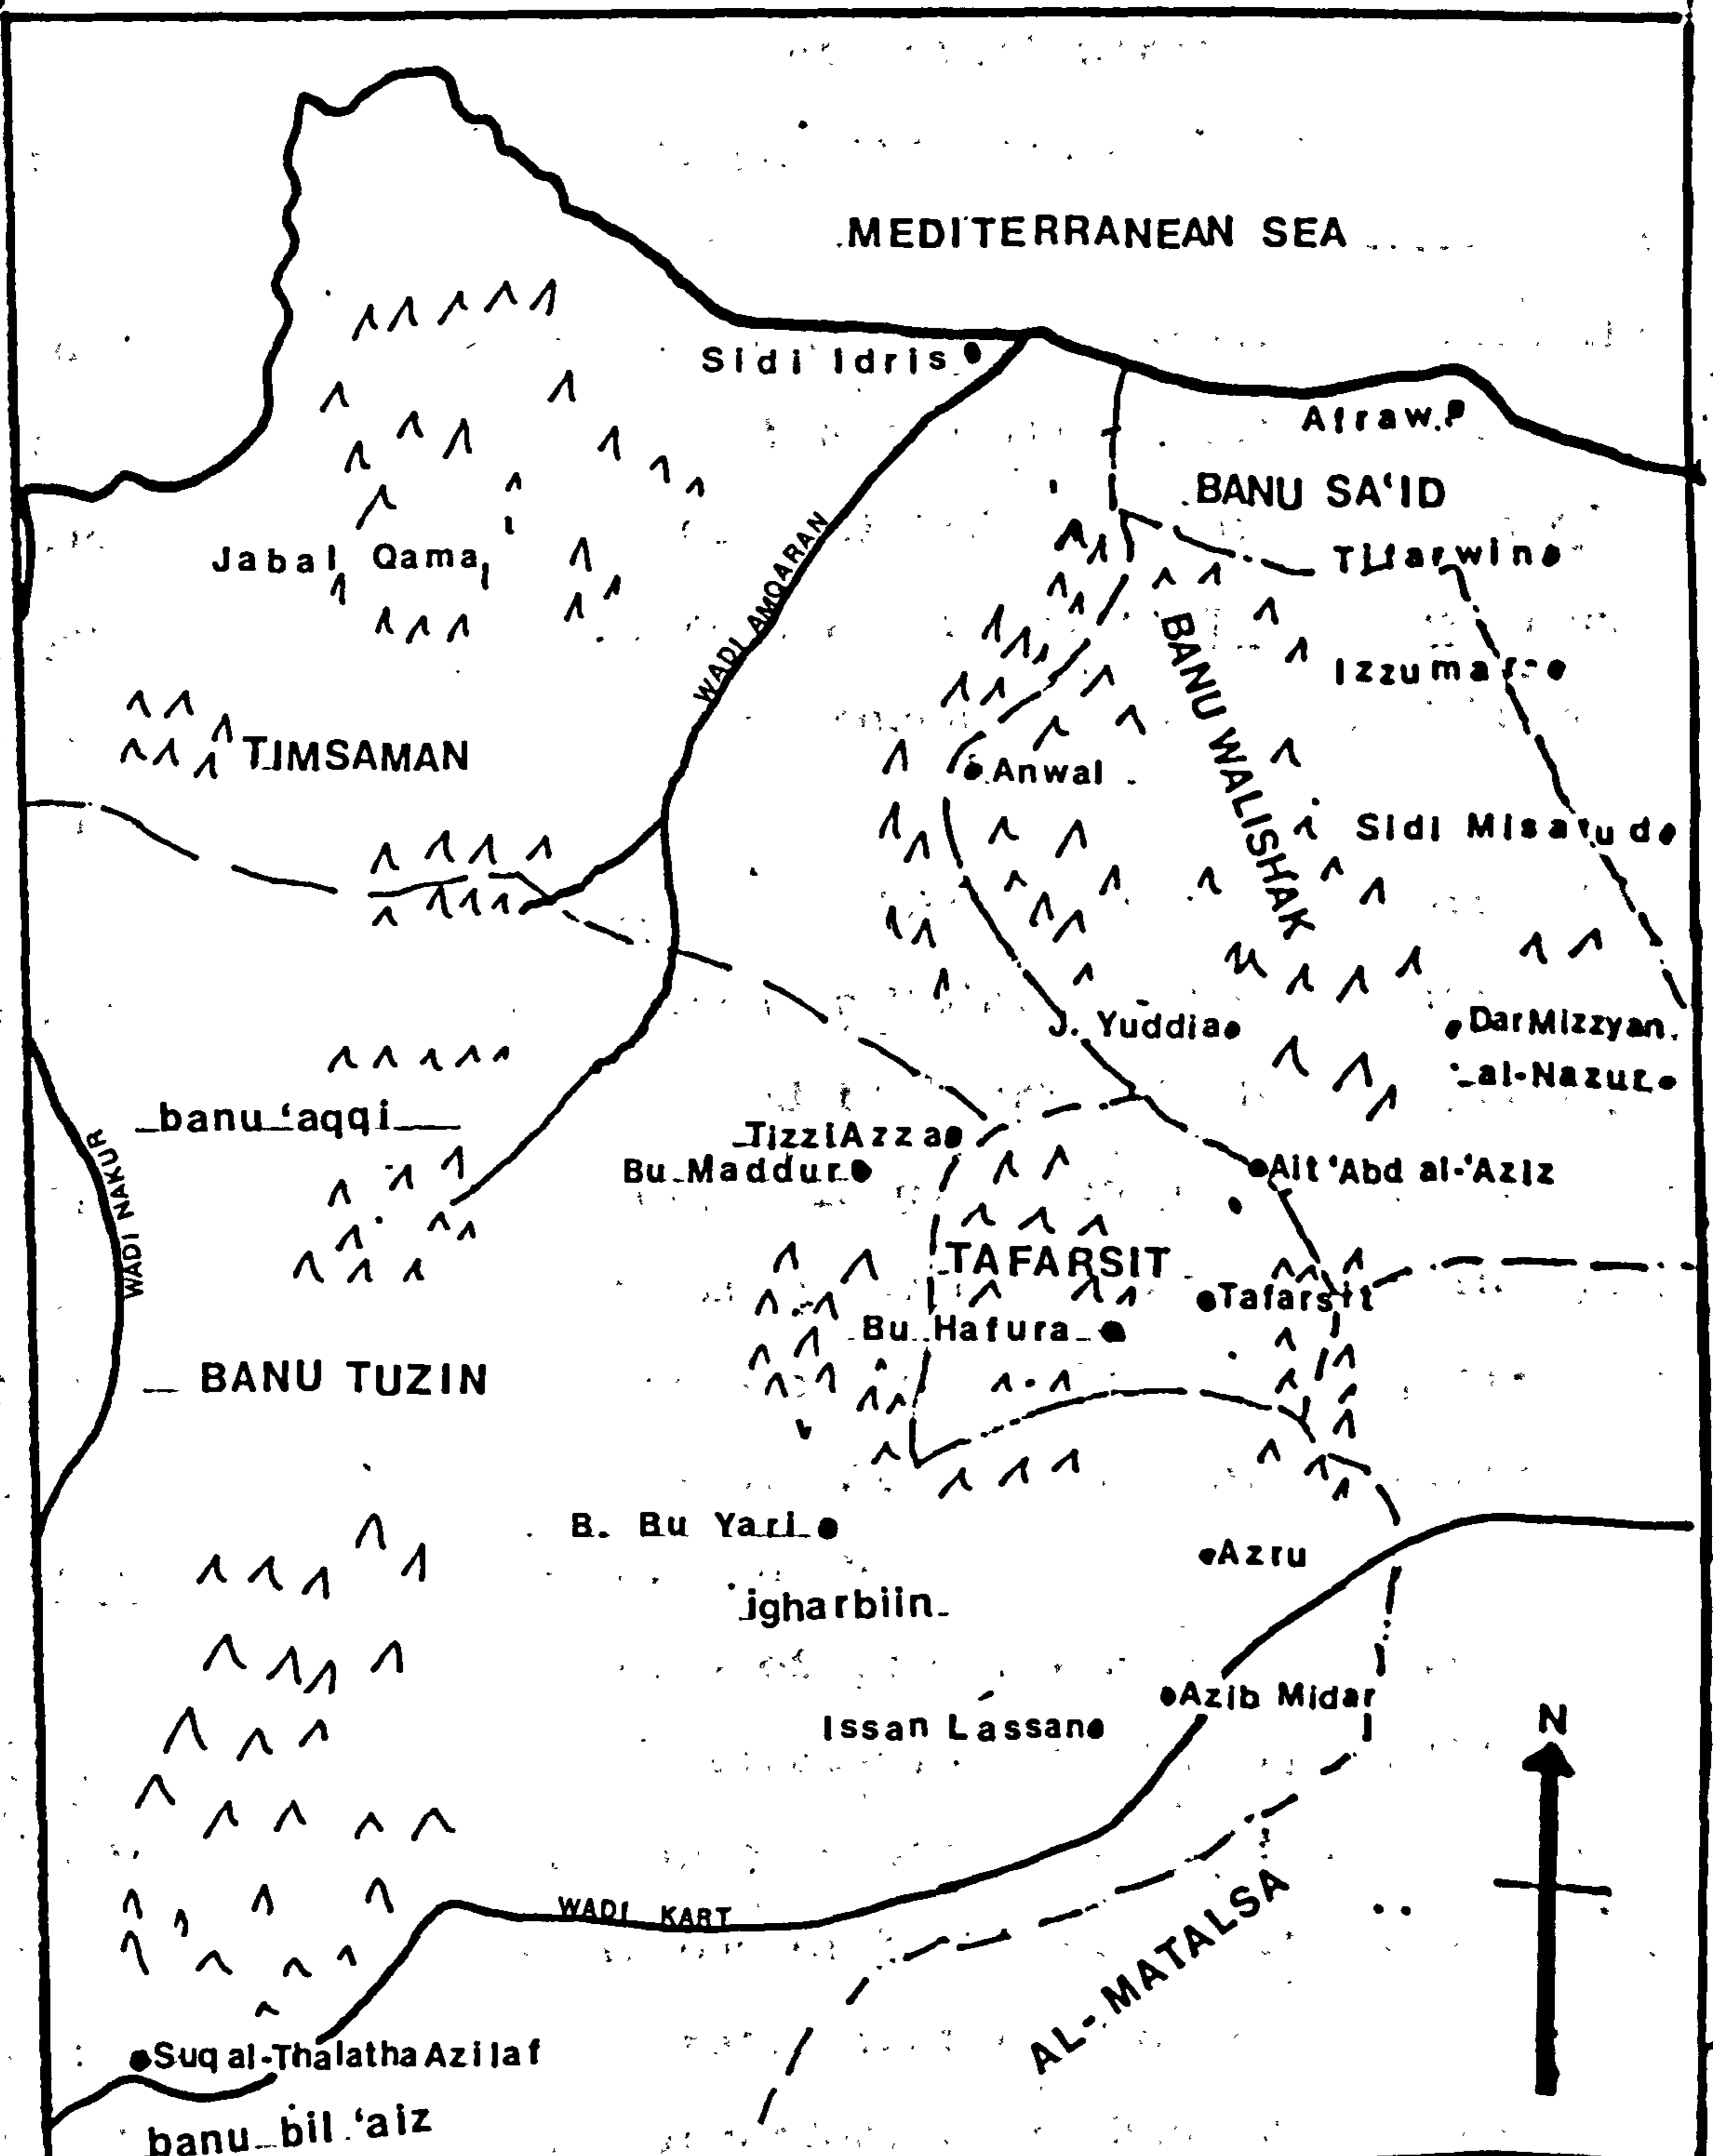 MEDITERRANEAN SEA
Sidi Idris
Afraw
BANU SA‘ID
Jabal Qama
WADI AMQARAN
Tifarwin
BANU WALISHAK
Izzumar
TIMSAMAN
Anwal
Sidi Misa‘ud
J. Yuddia
Dar Mizzyan
al-Nazur
banu ‘aqqi
Tizzi Azza
Bu Maddur
Ait ‘Abd al-‘Aziz
WADI NAKUR
TAFARSIT
Tafarsit
Bu Hafura
BANU TUZIN
B. Bu Yari
Azru
igharbiin
Azib Midar
Issan Lassan
N
WADI KART
AL-MATALSA
Suq al-Thalatha Azilaf
banu bil ‘aiz